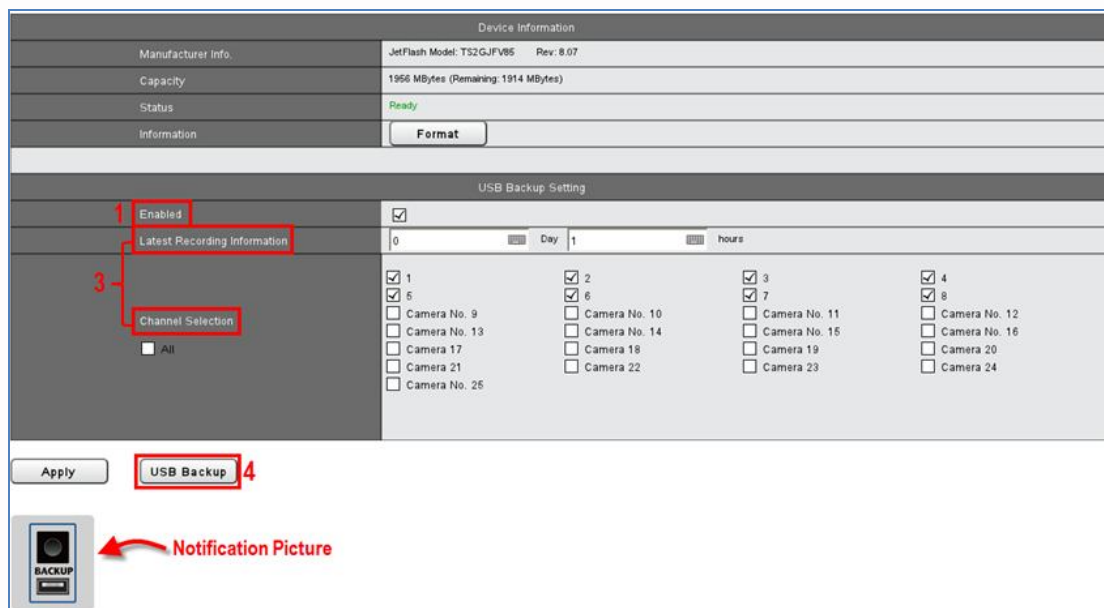 Device Information
Manufacturer Info. JetFlash Model: TS2GJFV85 Rev: 8.07
Capacity 1956 MBytes (Remaining: 1914 MBytes)
Status Ready
Information Format
USB Backup Setting
1 Enabled
Latest Recording Information 0 Day 1 hours
3
Channel Selection
All
1 2 3 4
5 6 7 8
Camera No. 9 Camera No. 10 Camera No. 11 Camera No. 12
Camera No. 13 Camera No. 14 Camera No. 15 Camera No. 16
Camera 17 Camera 18 Camera 19 Camera 20
Camera 21 Camera 22 Camera 23 Camera 24
Camera No. 25
Apply USB Backup 4
Notification Picture
BACKUP